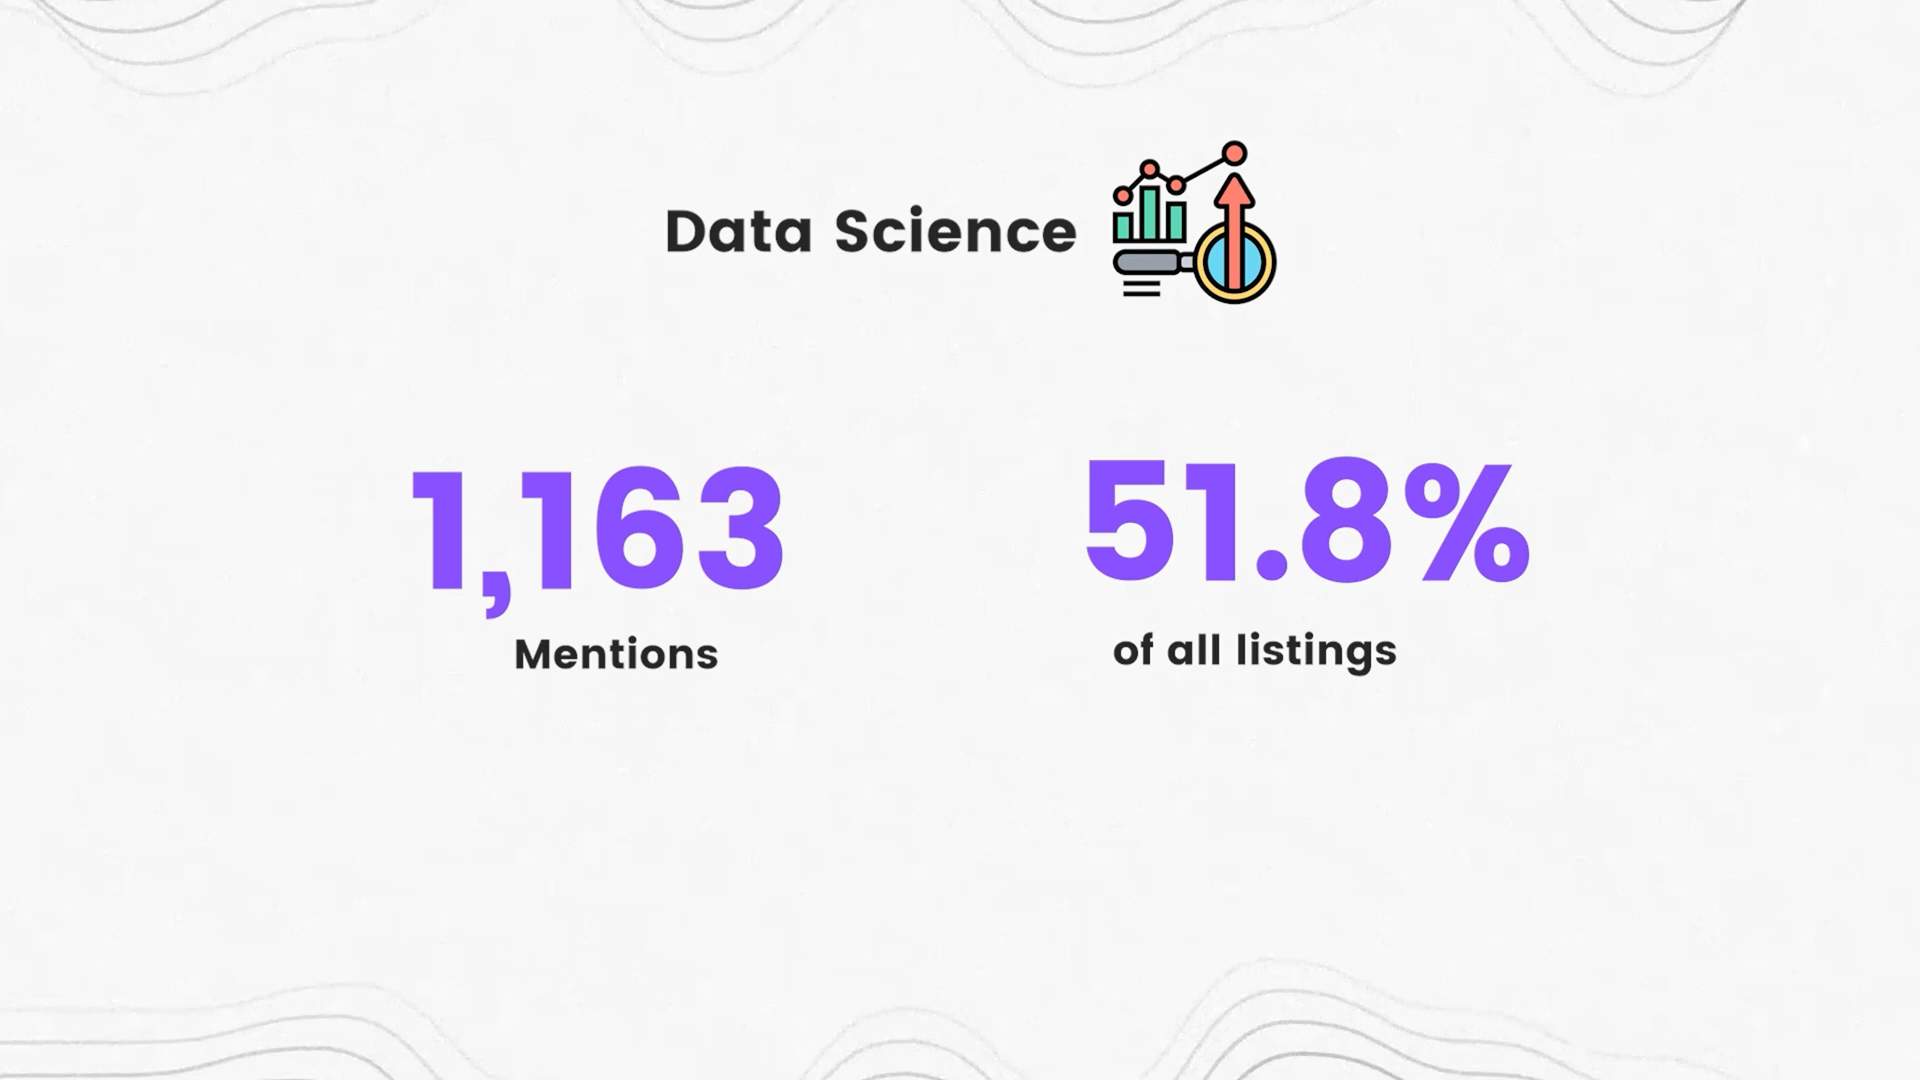 Data Science
1,163
Mentions
51.8%
of all listings